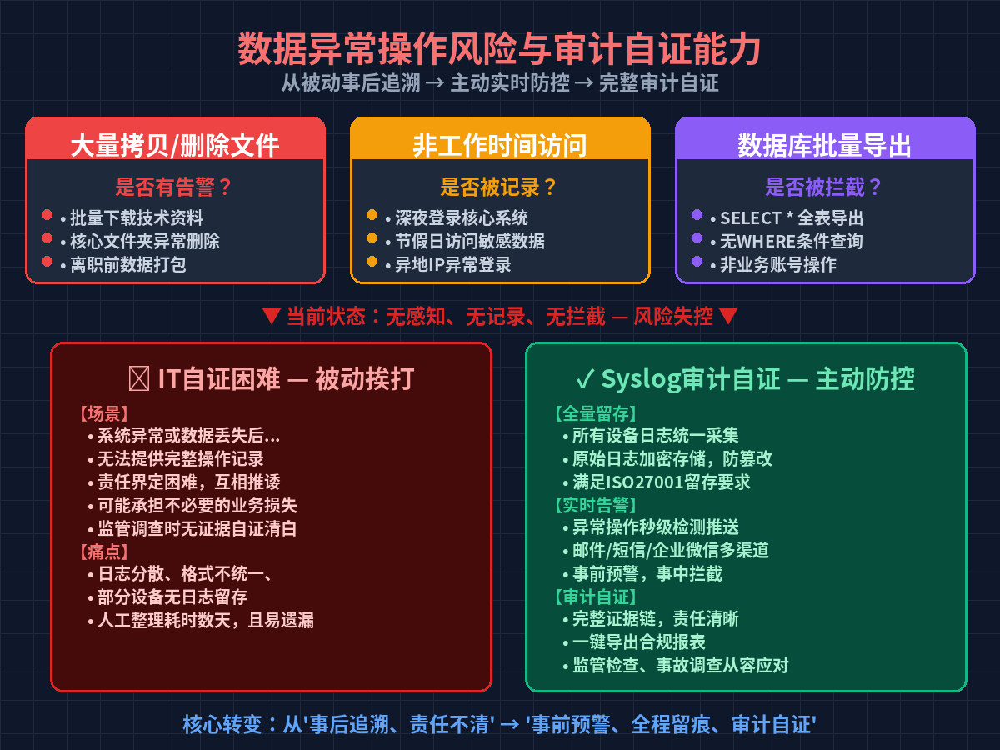 数据异常操作风险与审计自证能力
从被动事后追溯 → 主动实时防控 → 完整审计自证
大量拷贝/删除文件
是否有告警？
• 批量下载技术资料
• 核心文件夹异常删除
• 离职前数据打包
非工作时间访问
是否被记录？
• 深夜登录核心系统
• 节假日访问敏感数据
• 异地IP异常登录
数据库批量导出
是否被拦截？
• SELECT * 全表导出
• 无WHERE条件查询
• 非业务账号操作
▼ 当前状态：无感知、无记录、无拦截 — 风险失控 ▼
IT自证困难 — 被动挨打
【场景】
• 系统异常或数据丢失后...
• 无法提供完整操作记录
• 责任界定困难，互相推诿
• 可能承担不必要的业务损失
• 监管调查时无证据自证清白
【痛点】
• 日志分散、格式不统一、
• 部分设备无日志留存
• 人工整理耗时数天，且易遗漏
✓ Syslog审计自证 — 主动防控
【全量留存】
• 所有设备日志统一采集
• 原始日志加密存储，防篡改
• 满足ISO27001留存要求
【实时告警】
• 异常操作秒级检测推送
• 邮件/短信/企业微信多渠道
• 事前预警，事中拦截
【审计自证】
• 完整证据链，责任清晰
• 一键导出合规报表
• 监管检查、事故调查从容应对
核心转变：从'事后追溯、责任不清' → '事前预警、全程留痕、审计自证'